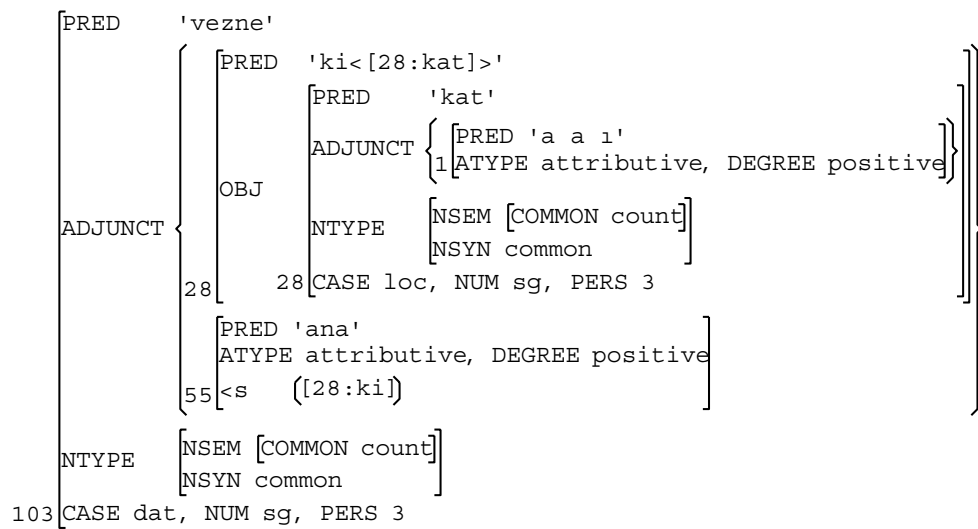 PRED 'vezne'
PRED 'ki<[28:kat]>'
PRED 'kat'
ADJUNCT
PRED 'a a ı'
1 ATYPE attributive, DEGREE positive
OBJ
ADJUNCT
NTYPE
NSEM [COMMON count]
NSYN common
28 28 CASE loc, NUM sg, PERS 3
PRED 'ana'
ATYPE attributive, DEGREE positive
55 <s ([28:ki])
NTYPE
NSEM [COMMON count]
NSYN common
103 CASE dat, NUM sg, PERS 3